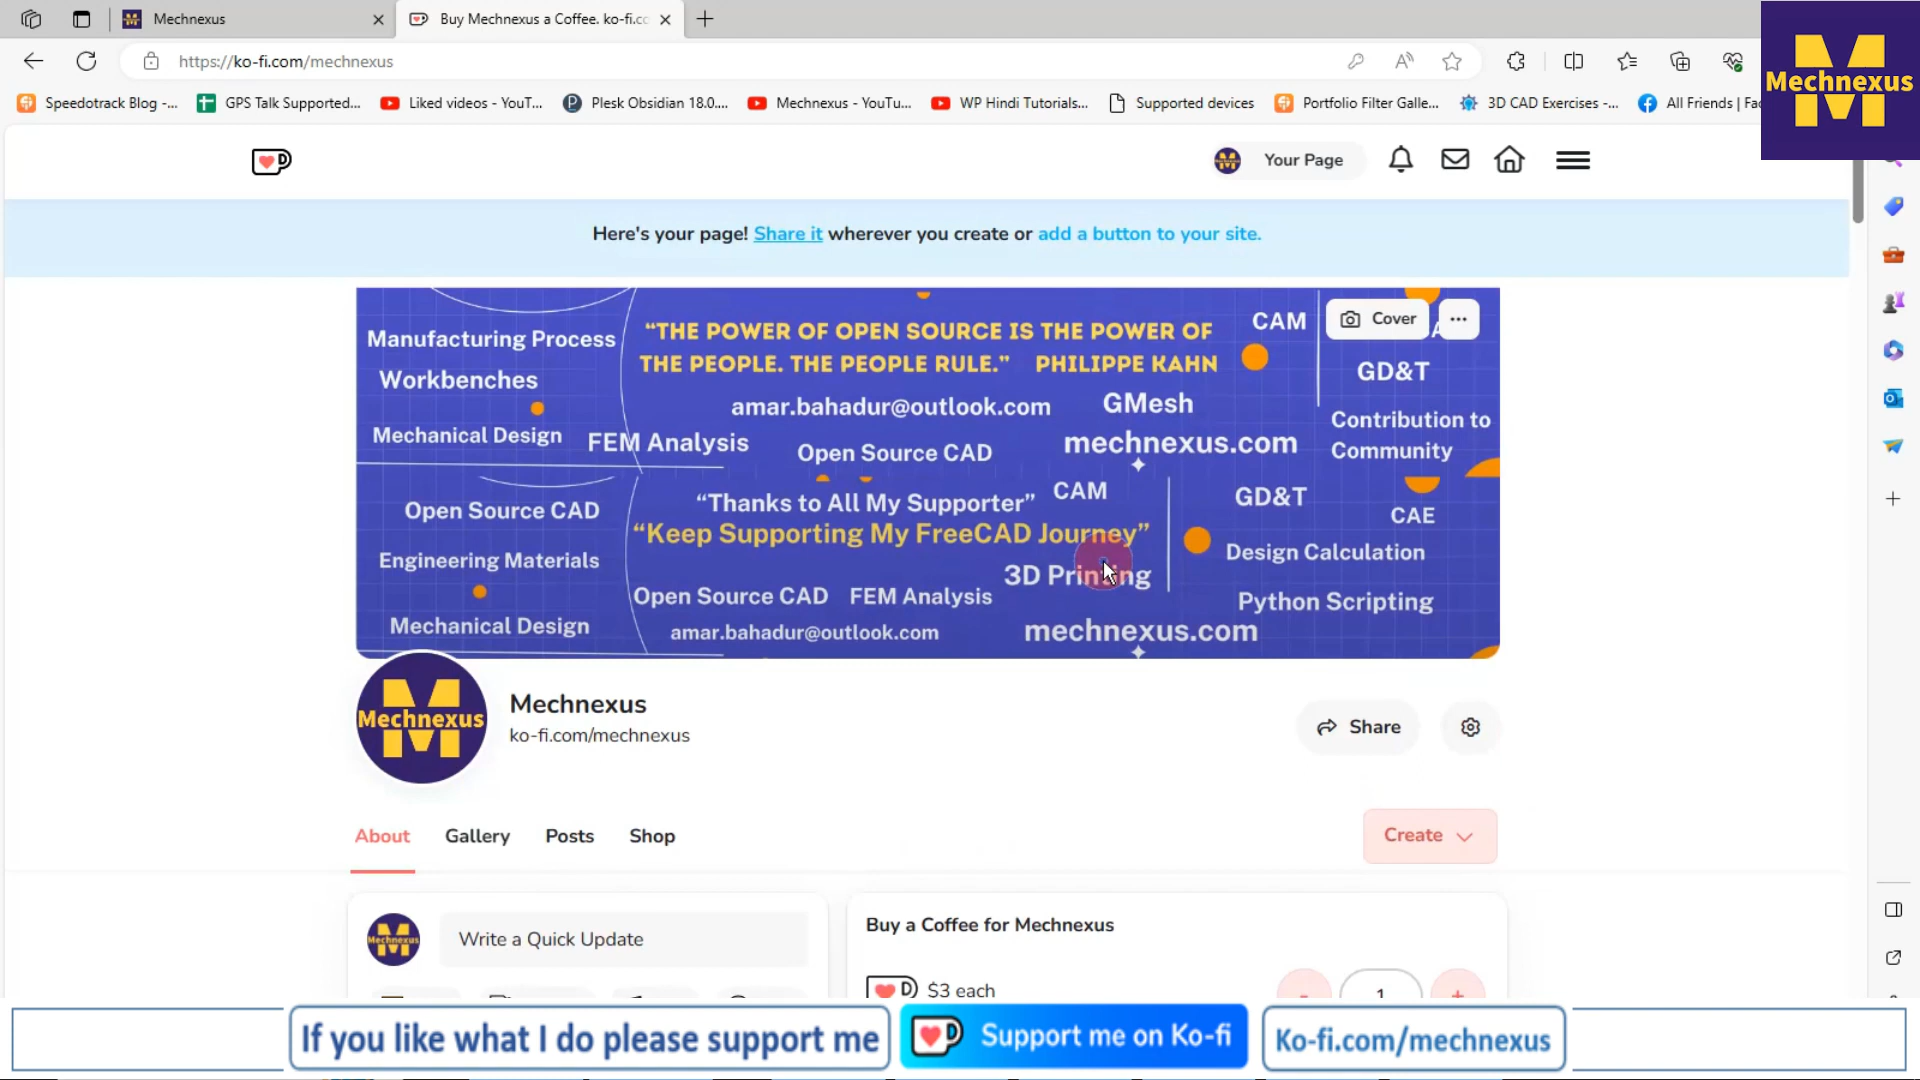 Mechnexus
Buy Mechnexus a Coffee. ko-fi.co
https://ko-fi.com/mechnexus
Speedotrack Blog -...
GPS Talk Supported...
Liked videos - YouT...
Plesk Obsidian 18.0....
Mechnexus - YouTu...
WP Hindi Tutorials...
Supported devices
Portfolio Filter Galle...
3D CAD Exercises -...
All Friends | Fac
Mechnexus
Your Page
Here's your page! Share it wherever you create or add a button to your site.
Manufacturing Process
Workbenches
Mechanical Design
FEM Analysis
“THE POWER OF OPEN SOURCE IS THE POWER OF
THE PEOPLE. THE PEOPLE RULE.” PHILIPPE KAHN
amar.bahadur@outlook.com
GMesh
Open Source CAD
mechnexus.com
CAM
Cover
GD&T
Contribution to
Community
Open Source CAD
Engineering Materials
Mechanical Design
“Thanks to All My Supporter”
CAM
“Keep Supporting My FreeCAD Journey”
3D Printing
Open Source CAD
FEM Analysis
amar.bahadur@outlook.com
mechnexus.com
GD&T
CAE
Design Calculation
Python Scripting
Mechnexus
Mechnexus
ko-fi.com/mechnexus
Share
About
Gallery
Posts
Shop
Create
Mechnexus
Write a Quick Update
Buy a Coffee for Mechnexus
$3 each
- 1 +
If you like what I do please support me
Support me on Ko-fi
Ko-fi.com/mechnexus